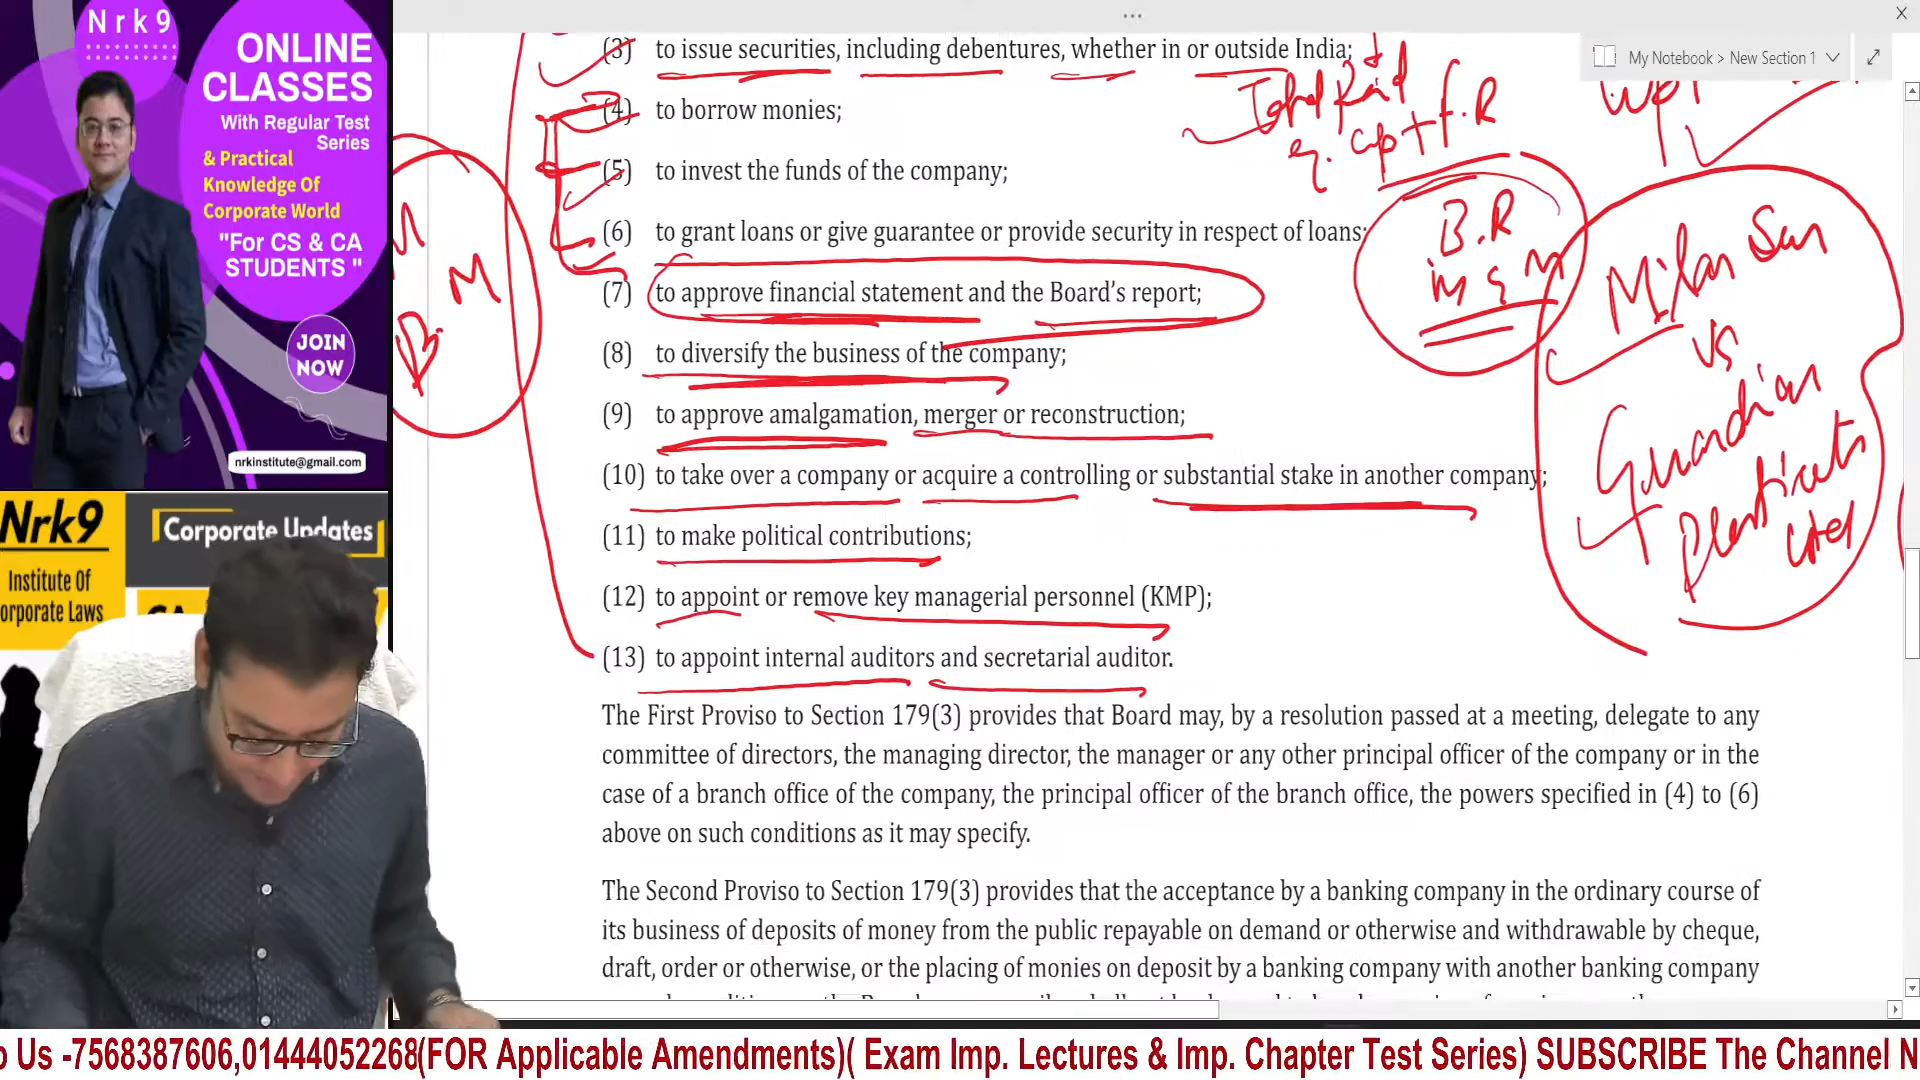 Nrk9
ONLINE
CLASSES
With Regular Test
Series
& Practical
Knowledge Of
Corporate World
"For CS & CA
STUDENTS "
JOIN
NOW
nrkinstitute@gmail.com
Nrk9
Institute Of
orporate Laws
Corporate Updates
My Notebook > New Section 1
(3) to issue securities, including debentures, whether in or outside India;
(4) to borrow monies;
(5) to invest the funds of the company;
(6) to grant loans or give guarantee or provide security in respect of loans;
(7) to approve financial statement and the Board's report;
(8) to diversify the business of the company;
(9) to approve amalgamation, merger or reconstruction;
(10) to take over a company or acquire a controlling or substantial stake in another company;
(11) to make political contributions;
(12) to appoint or remove key managerial personnel (KMP);
(13) to appoint internal auditors and secretarial auditor.
The First Proviso to Section 179(3) provides that Board may, by a resolution passed at a meeting, delegate to any
committee of directors, the managing director, the manager or any other principal officer of the company or in the
case of a branch office of the company, the principal officer of the branch office, the powers specified in (4) to (6)
above on such conditions as it may specify.
The Second Proviso to Section 179(3) provides that the acceptance by a banking company in the ordinary course of
its business of deposits of money from the public repayable on demand or otherwise and withdrawable by cheque,
draft, order or otherwise, or the placing of monies on deposit by a banking company with another banking company
cap + f.R
B.R
in G M
Milan Sen
vs
Guardian
M
B.M
o Us -7568387606,01444052268(FOR Applicable Amendments)( Exam Imp. Lectures & Imp. Chapter Test Series) SUBSCRIBE The Channel N